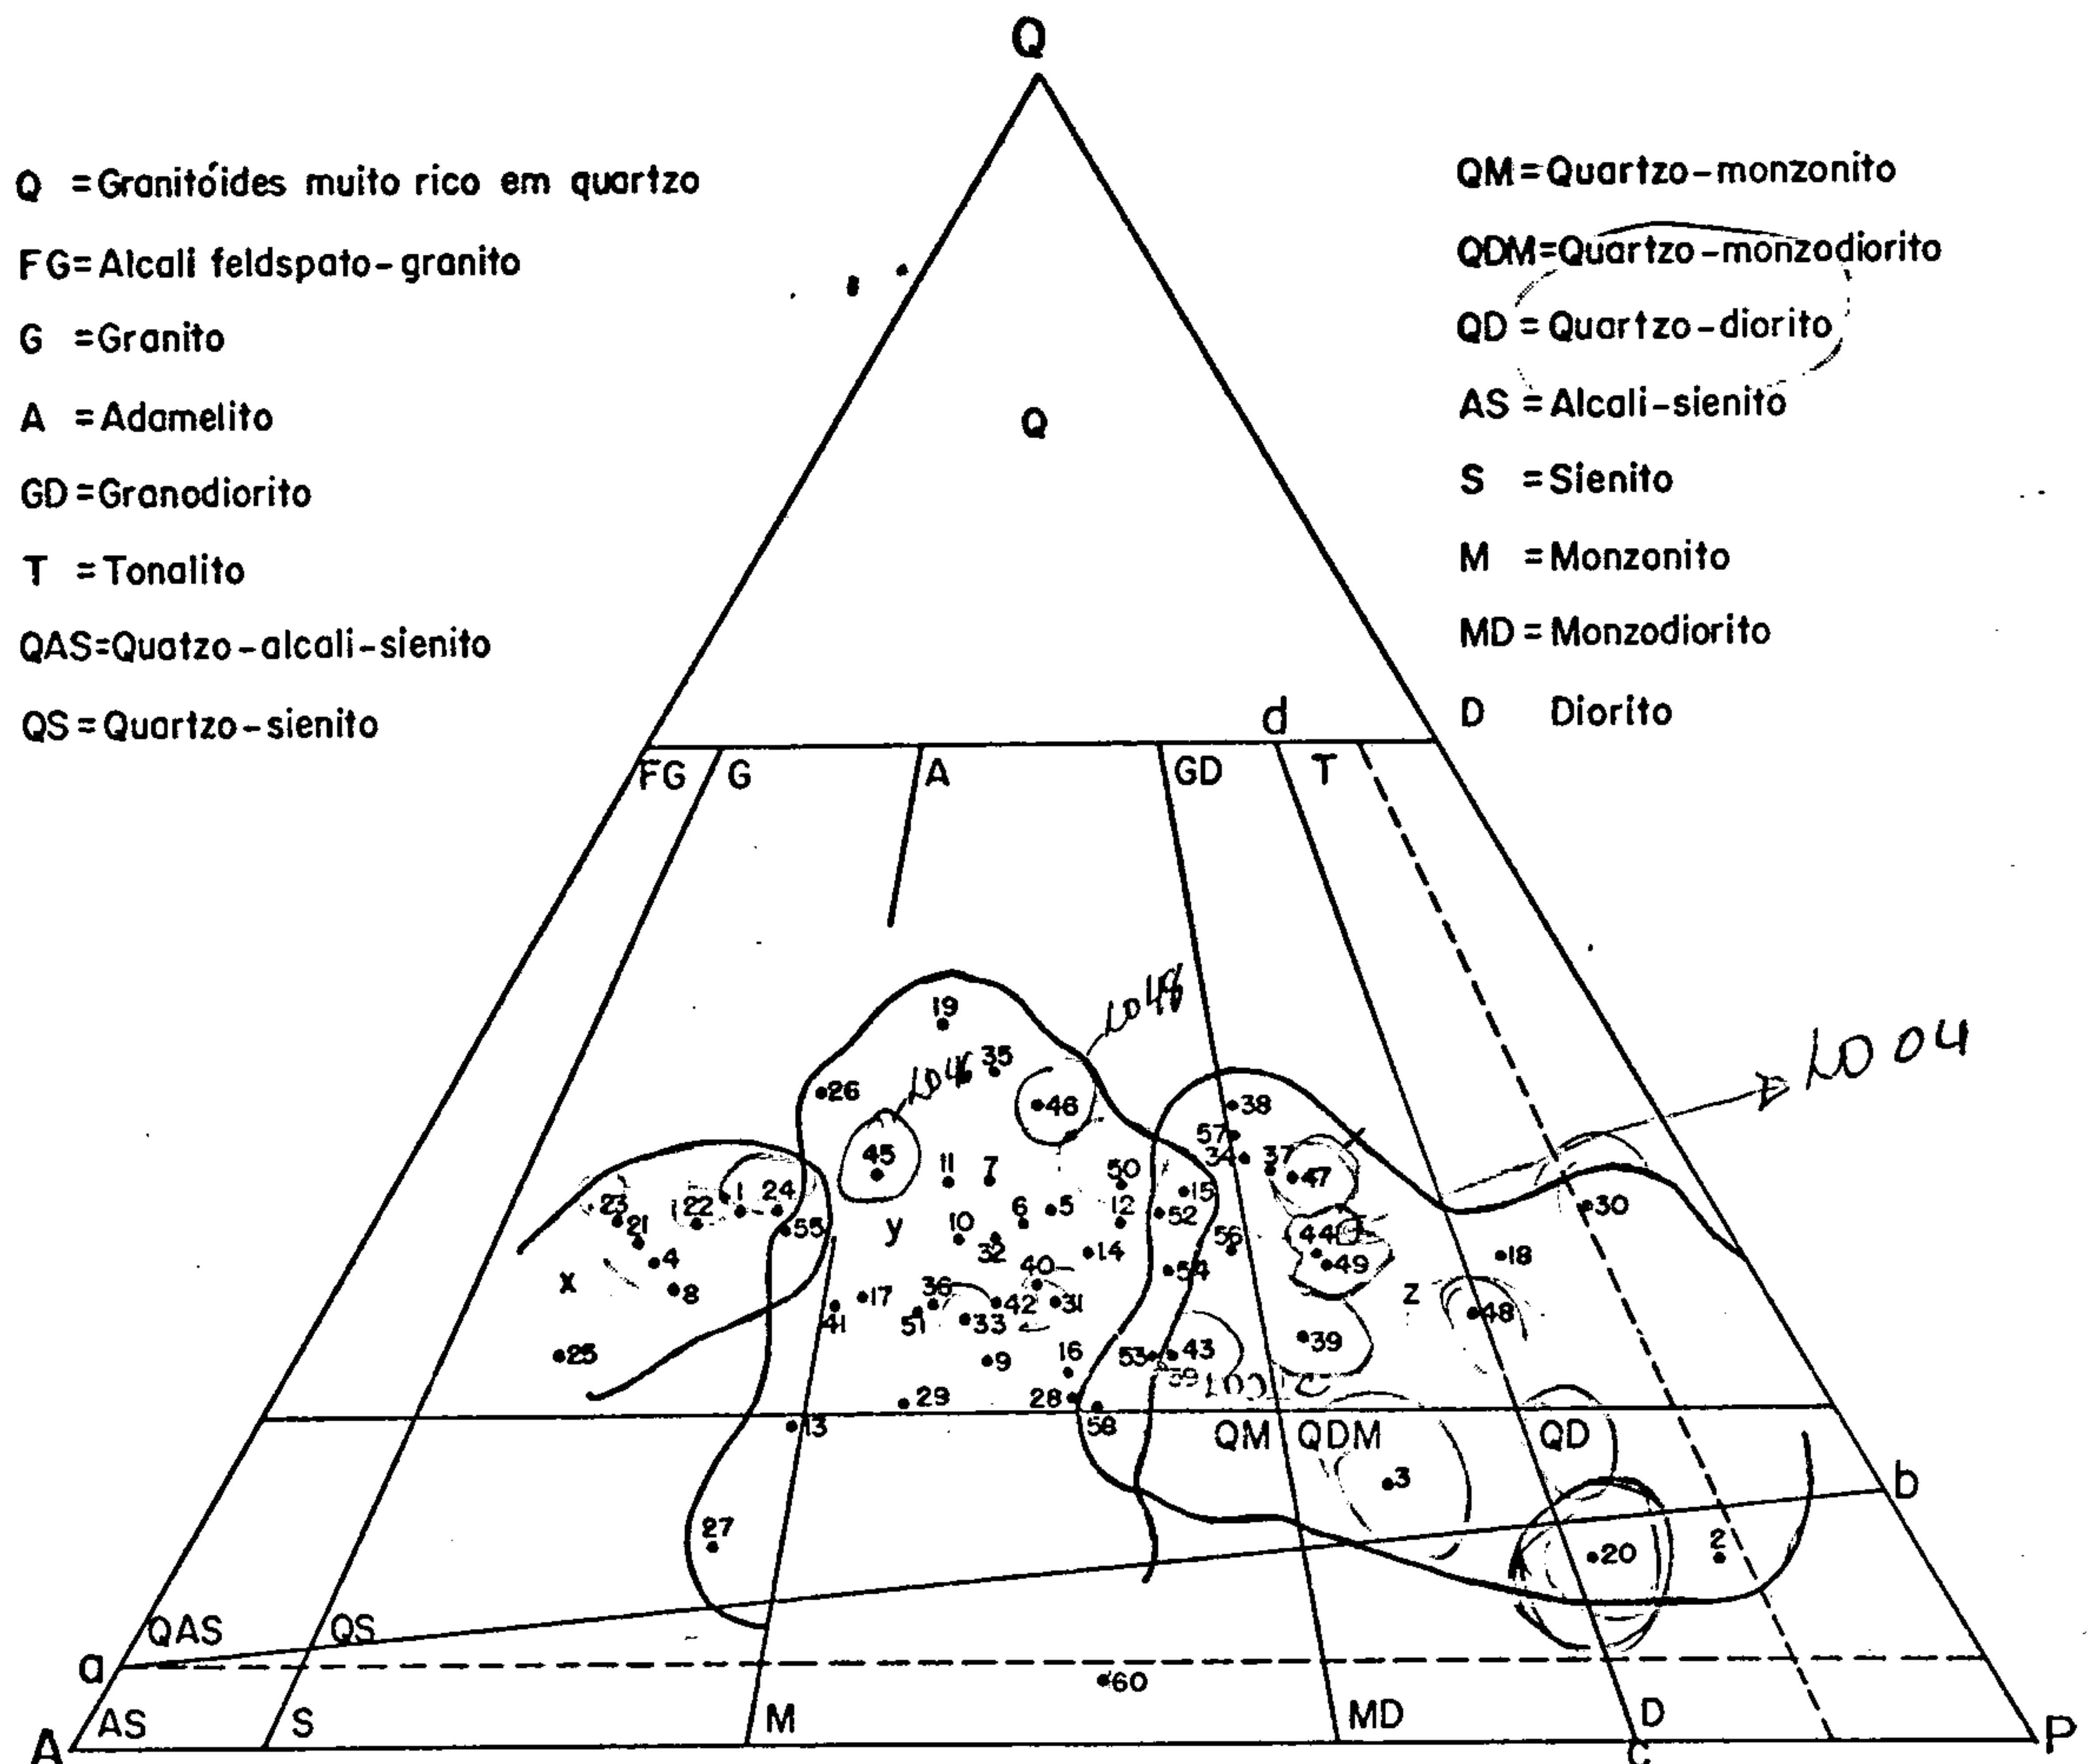 Q
Q =Granitóides muito rico em quartzo
FG=Alcali feldspato-granito
G =Granito
A =Adamelito
GD=Granodiorito
T =Tonalito
QAS=Quatzo-alcali-sienito
QS=Quartzo-sienito
QM=Quartzo-monzonito
QDM=Quartzo-monzodiorito
QD=Quartzo-diorito
AS=Alcali-sienito
S =Sienito
M =Monzonito
MD=Monzodiorito
D Diorito
Q
d
FG G A GD T
19
LO48
35
LO 04
26
46
38
45
57
34 37
47
11 7
50
15
23
22 1 24
6 5 12
52
30
21
55
y
10
32
14
56
44
18
4
40
54
49
x
8
17
36
42 31
z
48
41
51 33
39
25
9
16
53 43
59
29
28
58
13
QM QDM QD
3
b
27
20
2
QAS QS
a
60
A AS S M MD D P
c